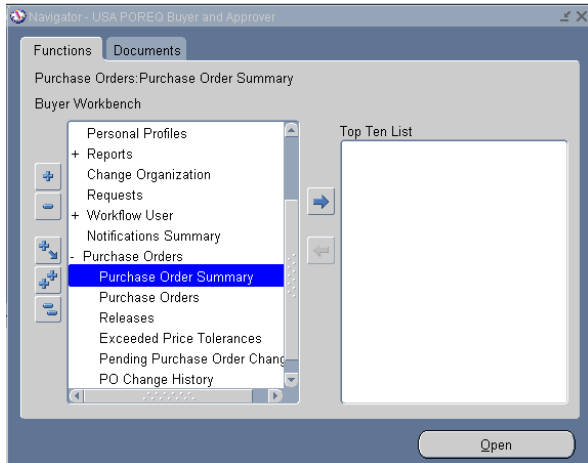 Navigator - USA POREQ Buyer and Approver
Functions
Documents
Purchase Orders:Purchase Order Summary
Buyer Workbench
Personal Profiles
+ Reports
Change Organization
Requests
+ Workflow User
Notifications Summary
- Purchase Orders
Purchase Order Summary
Purchase Orders
Releases
Exceeded Price Tolerances
Pending Purchase Order Chang
PO Change History
Top Ten List
Open